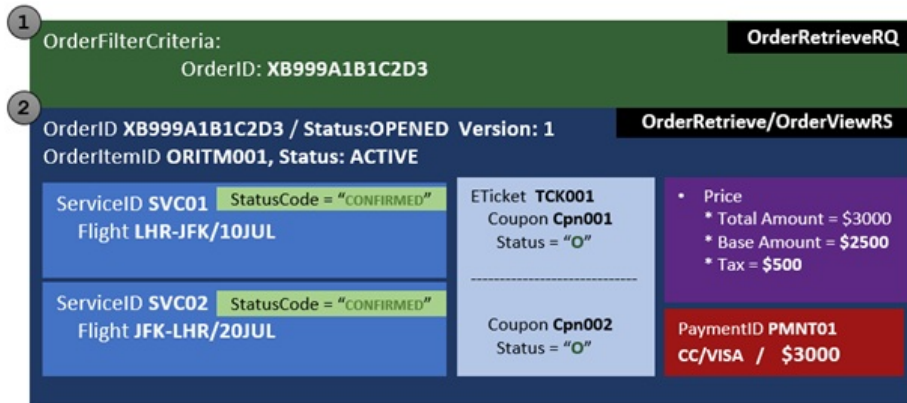 1
OrderFilterCriteria:
OrderRetrieveRQ
OrderID: XB999A1B1C2D3
2
OrderID XB999A1B1C2D3 / Status:OPENED Version: 1
OrderRetrieve/OrderViewRS
OrderItemID ORITM001, Status: ACTIVE
ServiceID SVC01
StatusCode = “CONFIRMED”
Flight LHR-JFK/10JUL
ServiceID SVC02
StatusCode = “CONFIRMED”
Flight JFK-LHR/20JUL
ETicket TCK001
Coupon Cpn001
Status = “O”
Coupon Cpn002
Status = “O”
• Price
* Total Amount = $3000
* Base Amount = $2500
* Tax = $500
PaymentID PMNT01
CC/VISA / $3000